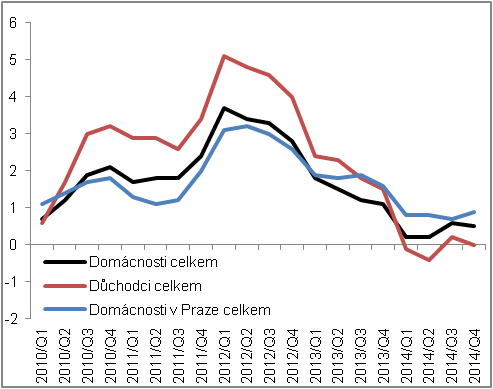 6
5
4
3
2
1
0
-1
-2
Domácnosti celkem
Důchodci celkem
Domácnosti v Praze celkem
2010/Q1
2010/Q2
2010/Q3
2010/Q4
2011/Q1
2011/Q2
2011/Q3
2011/Q4
2012/Q1
2012/Q2
2012/Q3
2012/Q4
2013/Q1
2013/Q2
2013/Q3
2013/Q4
2014/Q1
2014/Q2
2014/Q3
2014/Q4